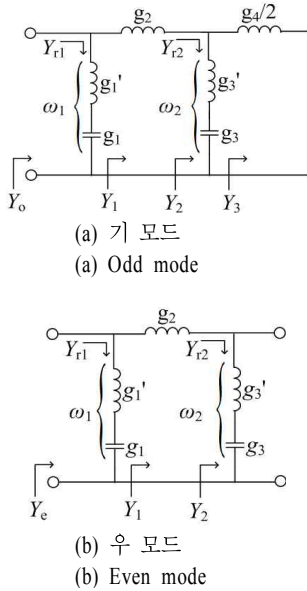 g₂ g₄/2
Yr1 Yr2
g₁' g₃'
ω₁ ω₂
g₁ g₃
Yo Y₁ Y₂ Y₃
(a) 기 모드
(a) Odd mode
g₂
Yr1 Yr2
g₁' g₃'
ω₁ ω₂
g₁ g₃
Ye Y₁ Y₂
(b) 우 모드
(b) Even mode